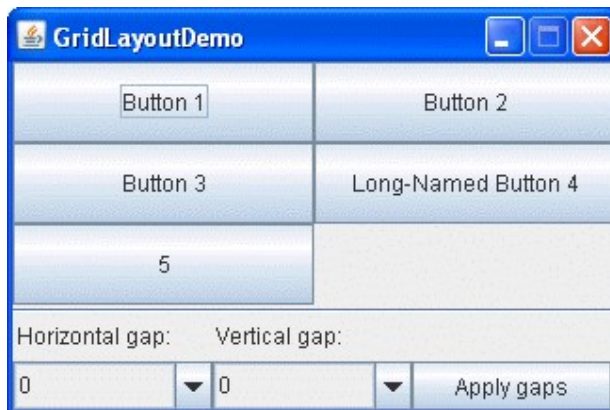 GridLayoutDemo
Button 1 Button 2
Button 3 Long-Named Button 4
5
Horizontal gap: Vertical gap:
0 0 Apply gaps